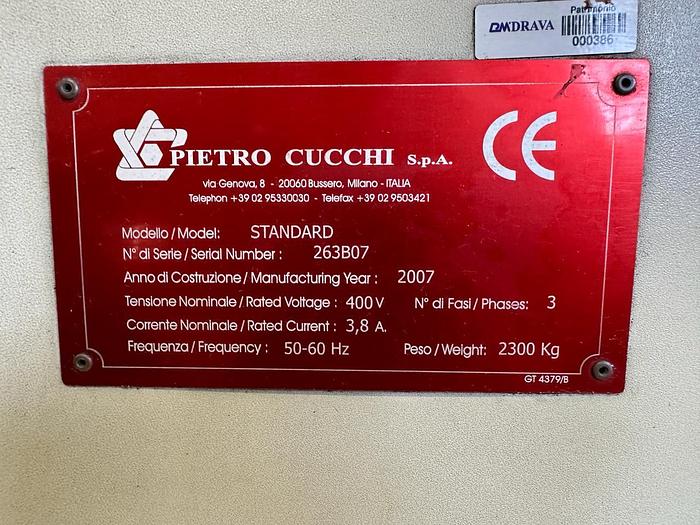 Patrimonio
DMDRAVA
000386
PIETRO CUCCHI S.p.A.
CE
via Genova, 8 - 20060 Bussero, Milano - ITALIA
Telephon +39 02 95330030 - Telefax +39 02 9503421
Modello/Model: STANDARD
N° di Serie/Serial Number: 263B07
Anno di Costruzione/Manufacturing Year: 2007
Tensione Nominale/Rated Voltage: 400 V N° di Fasi/Phases: 3
Corrente Nominale/Rated Current: 3,8 A.
Frequenza/Frequency: 50-60 Hz Peso/Weight: 2300 Kg
GT 4379/B